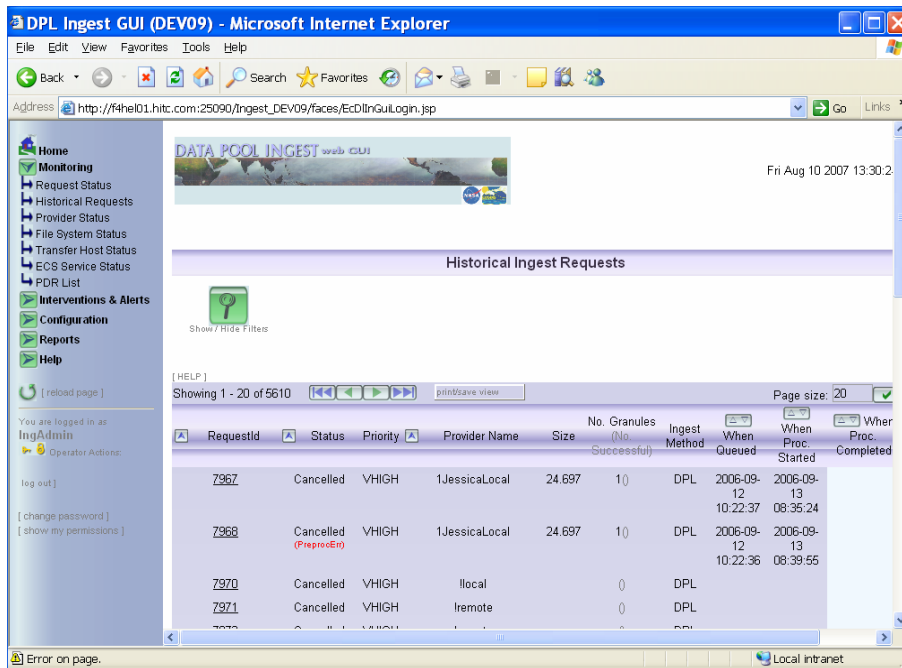 DPL Ingest GUI (DEV09) - Microsoft Internet Explorer
File Edit View Favorites Tools Help
Back Search Favorites
Address http://f4hel01.hitc.com:25090/Ingest_DEV09/faces/EcDlInGuiLogin.jsp Go Links
Home
Monitoring
Request Status
Historical Requests
Provider Status
File System Status
Transfer Host Status
ECS Service Status
PDR List
Interventions & Alerts
Configuration
Reports
Help
[ reload page ]
You are logged in as
IngAdmin
Operator Actions:
log out ]
[ change password ]
[ show my permissions ]
DATA POOL INGEST web GUI
NASA
Fri Aug 10 2007 13:30:2
Historical Ingest Requests
Show / Hide Filters
[ HELP ]
Showing 1 - 20 of 5610 print/save view Page size: 20
RequestId Status Priority Provider Name Size No. Granules (No. Successful) Ingest Method When Queued When Proc. Started When Proc. Completed
7967 Cancelled VHIGH 1JessicaLocal 24.697 1() DPL 2006-09-12 10:22:37 2006-09-13 08:35:24
7968 Cancelled (PreprocErr) VHIGH 1JessicaLocal 24.697 1() DPL 2006-09-12 10:22:36 2006-09-13 08:39:55
7970 Cancelled VHIGH !local () DPL
7971 Cancelled VHIGH !remote () DPL
Error on page. Local intranet